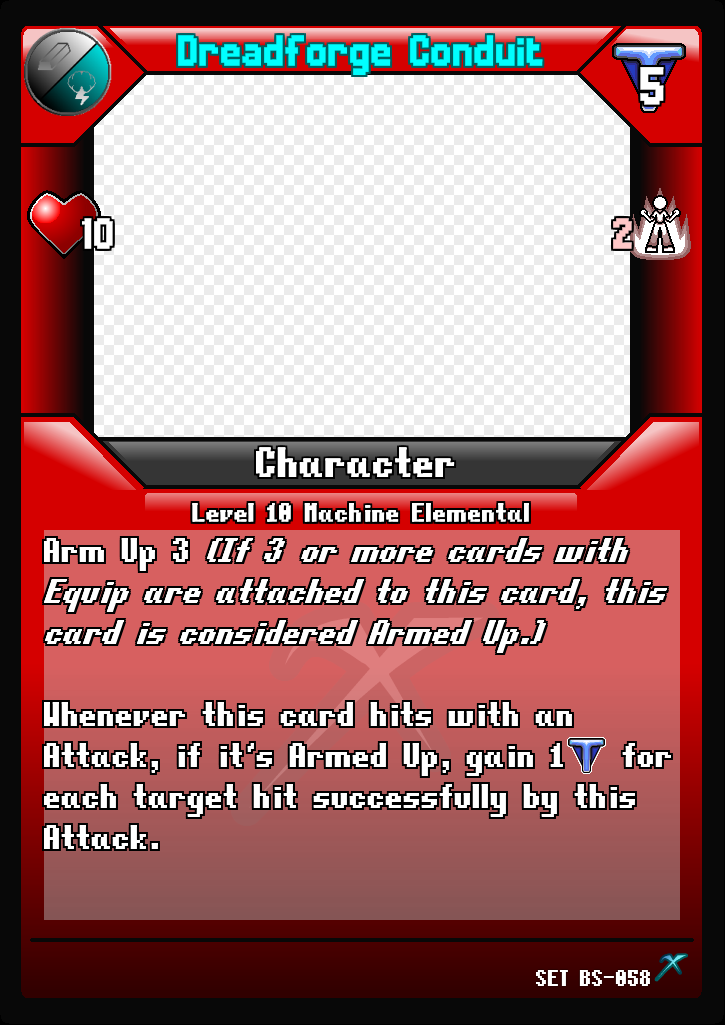 Dreadforge Conduit
5
10
2
Character
Level 10 Machine Elemental
Arm Up 3 (If 3 or more cards with
Equip are attached to this card, this
card is considered Armed Up.)
Whenever this card hits with an
Attack, if it's Armed Up, gain 1T for
each target hit successfully by this
Attack.
SET BS-058